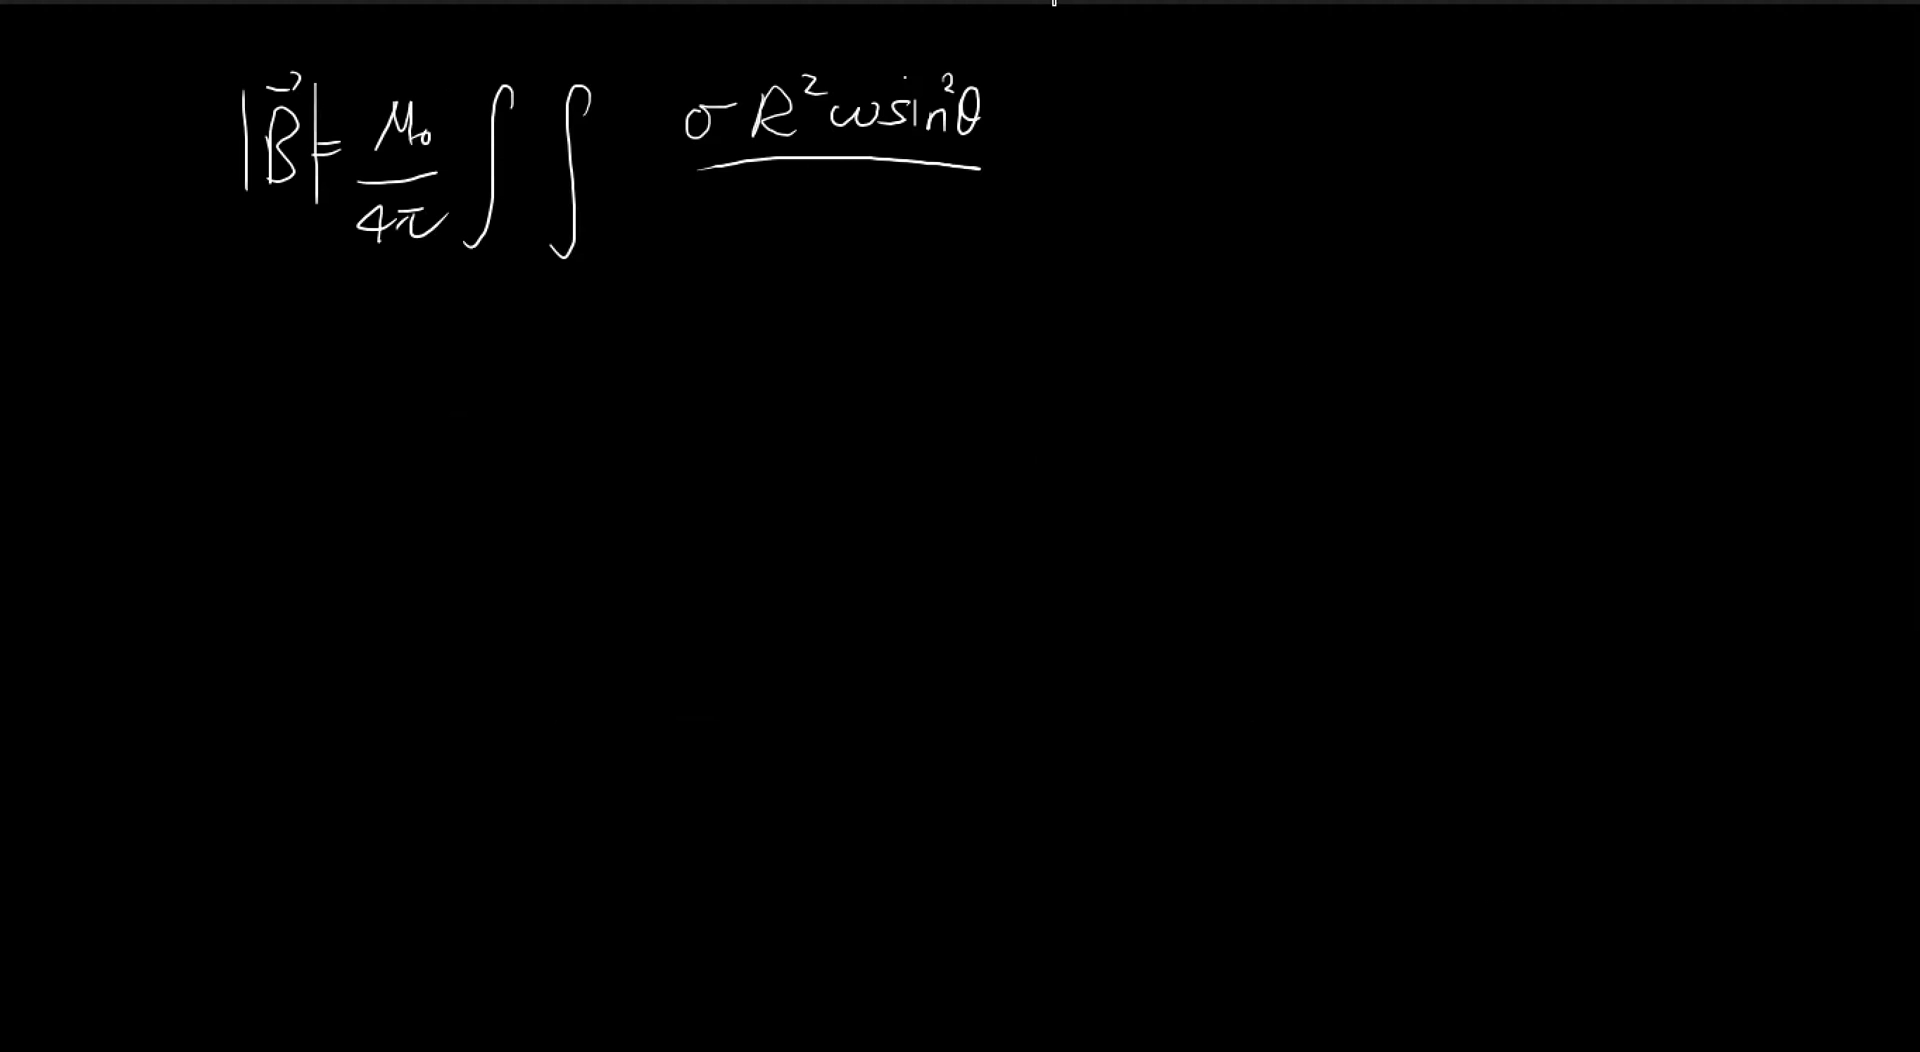 |B⃗| = μ₀/4π ∫ ∫ σR²ωsin²θ